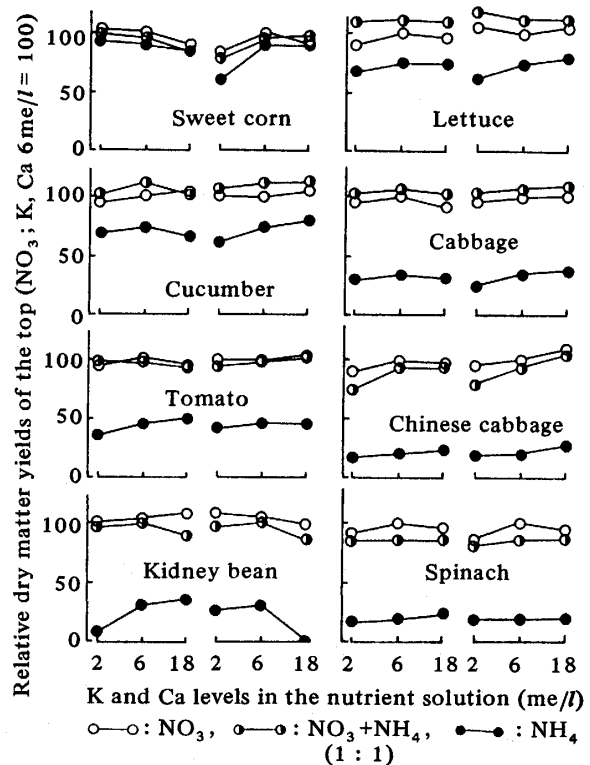 Relative dry matter yields of the top (NO₃ ; K, Ca 6me/l = 100)
100
50
0
Sweet corn
Lettuce
100
50
0
Cucumber
Cabbage
100
50
0
Tomato
Chinese cabbage
100
50
0
Kidney bean
Spinach
2 6 18 2 6 18 2 6 18 2 6 18
K and Ca levels in the nutrient solution (me/l)
: NO₃, : NO₃+NH₄, : NH₄
(1 : 1)